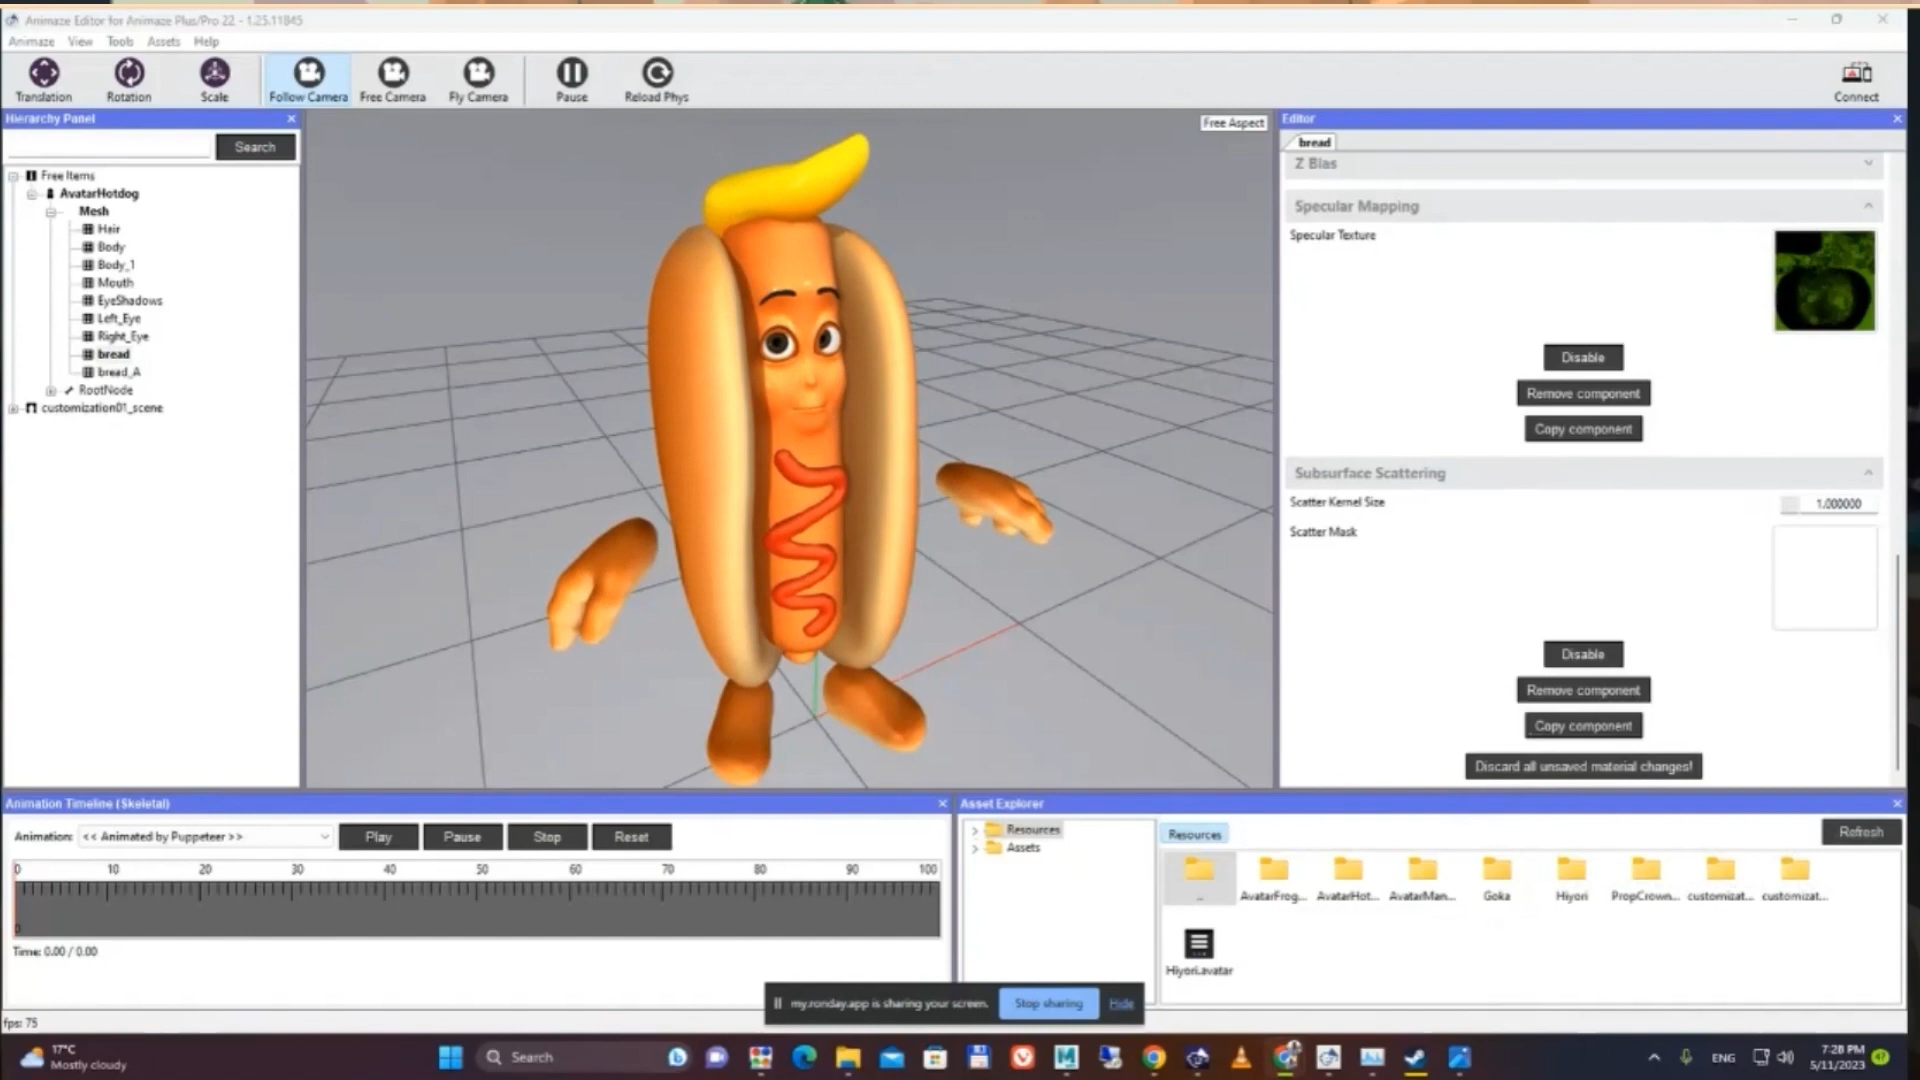 Animaze Editor for Animaze Plus/Pro 22 - 1.25.11845
Animaze View Tools Assets Help
Translation Rotation Scale Follow Camera Free Camera Fly Camera Pause Reload Phys Connect
Hierarchy Panel
Search
Free Items
AvatarHotdog
Mesh
Hair
Body
Body_1
Mouth
EyeShadows
Left_Eye
Right_Eye
bread
bread_A
RootNode
customization01_scene
Free Aspect
Editor
bread
Z Bias
Specular Mapping
Specular Texture
Disable
Remove component
Copy component
Subsurface Scattering
Scatter Kernel Size 1.000000
Scatter Mask
Disable
Remove component
Copy component
Discard all unsaved material changes!
Animation Timeline (Skeletal)
Animation: << Animated by Puppeteer >> Play Pause Stop Reset
0 10 20 30 40 50 60 70 80 90 100
0
Time: 0.00 / 0.00
Asset Explorer
Resources
Assets
Resources
Refresh
.. AvatarFrog... AvatarHot... AvatarMan... Goka Hiyori PropCrown... customizat... customizat...
Hiyori.avatar
my.ronday.app is sharing your screen. Stop sharing Hide
fps: 75
17°C
Mostly cloudy
Search
ENG
7:28 PM
5/11/2023